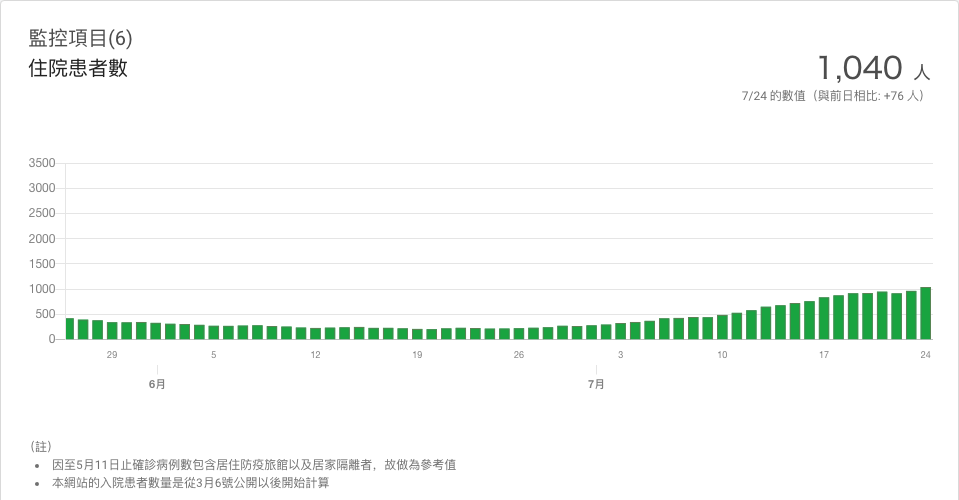 監控項目(6)
住院患者數
1,040 人
7/24 的數值（與前日相比: +76 人）
3500
3000
2500
2000
1500
1000
500
0
29 5 12 19 26 3 10 17 24
6月 7月
（註）
• 因至5月11日止確診病例數包含居住防疫旅館以及居家隔離者，故做為參考值
• 本網站的入院患者數量是從3月6號公開以後開始計算